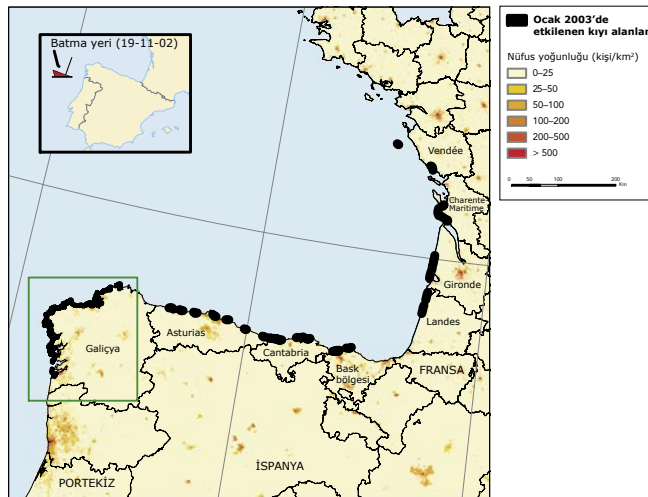 Batma yeri (19-11-02)
Ocak 2003'de
etkilenen kıyı alanları
Nüfus yoğunluğu (kişi/km²)
0–25
25–50
50–100
100–200
200–500
> 500
0 50 100 200
Km
Vendée
Charente-
Maritime
Gironde
Landes
Galiçya
Asturias
Cantabria
Bask
bölgesi
FRANSA
İSPANYA
PORTEKİZ